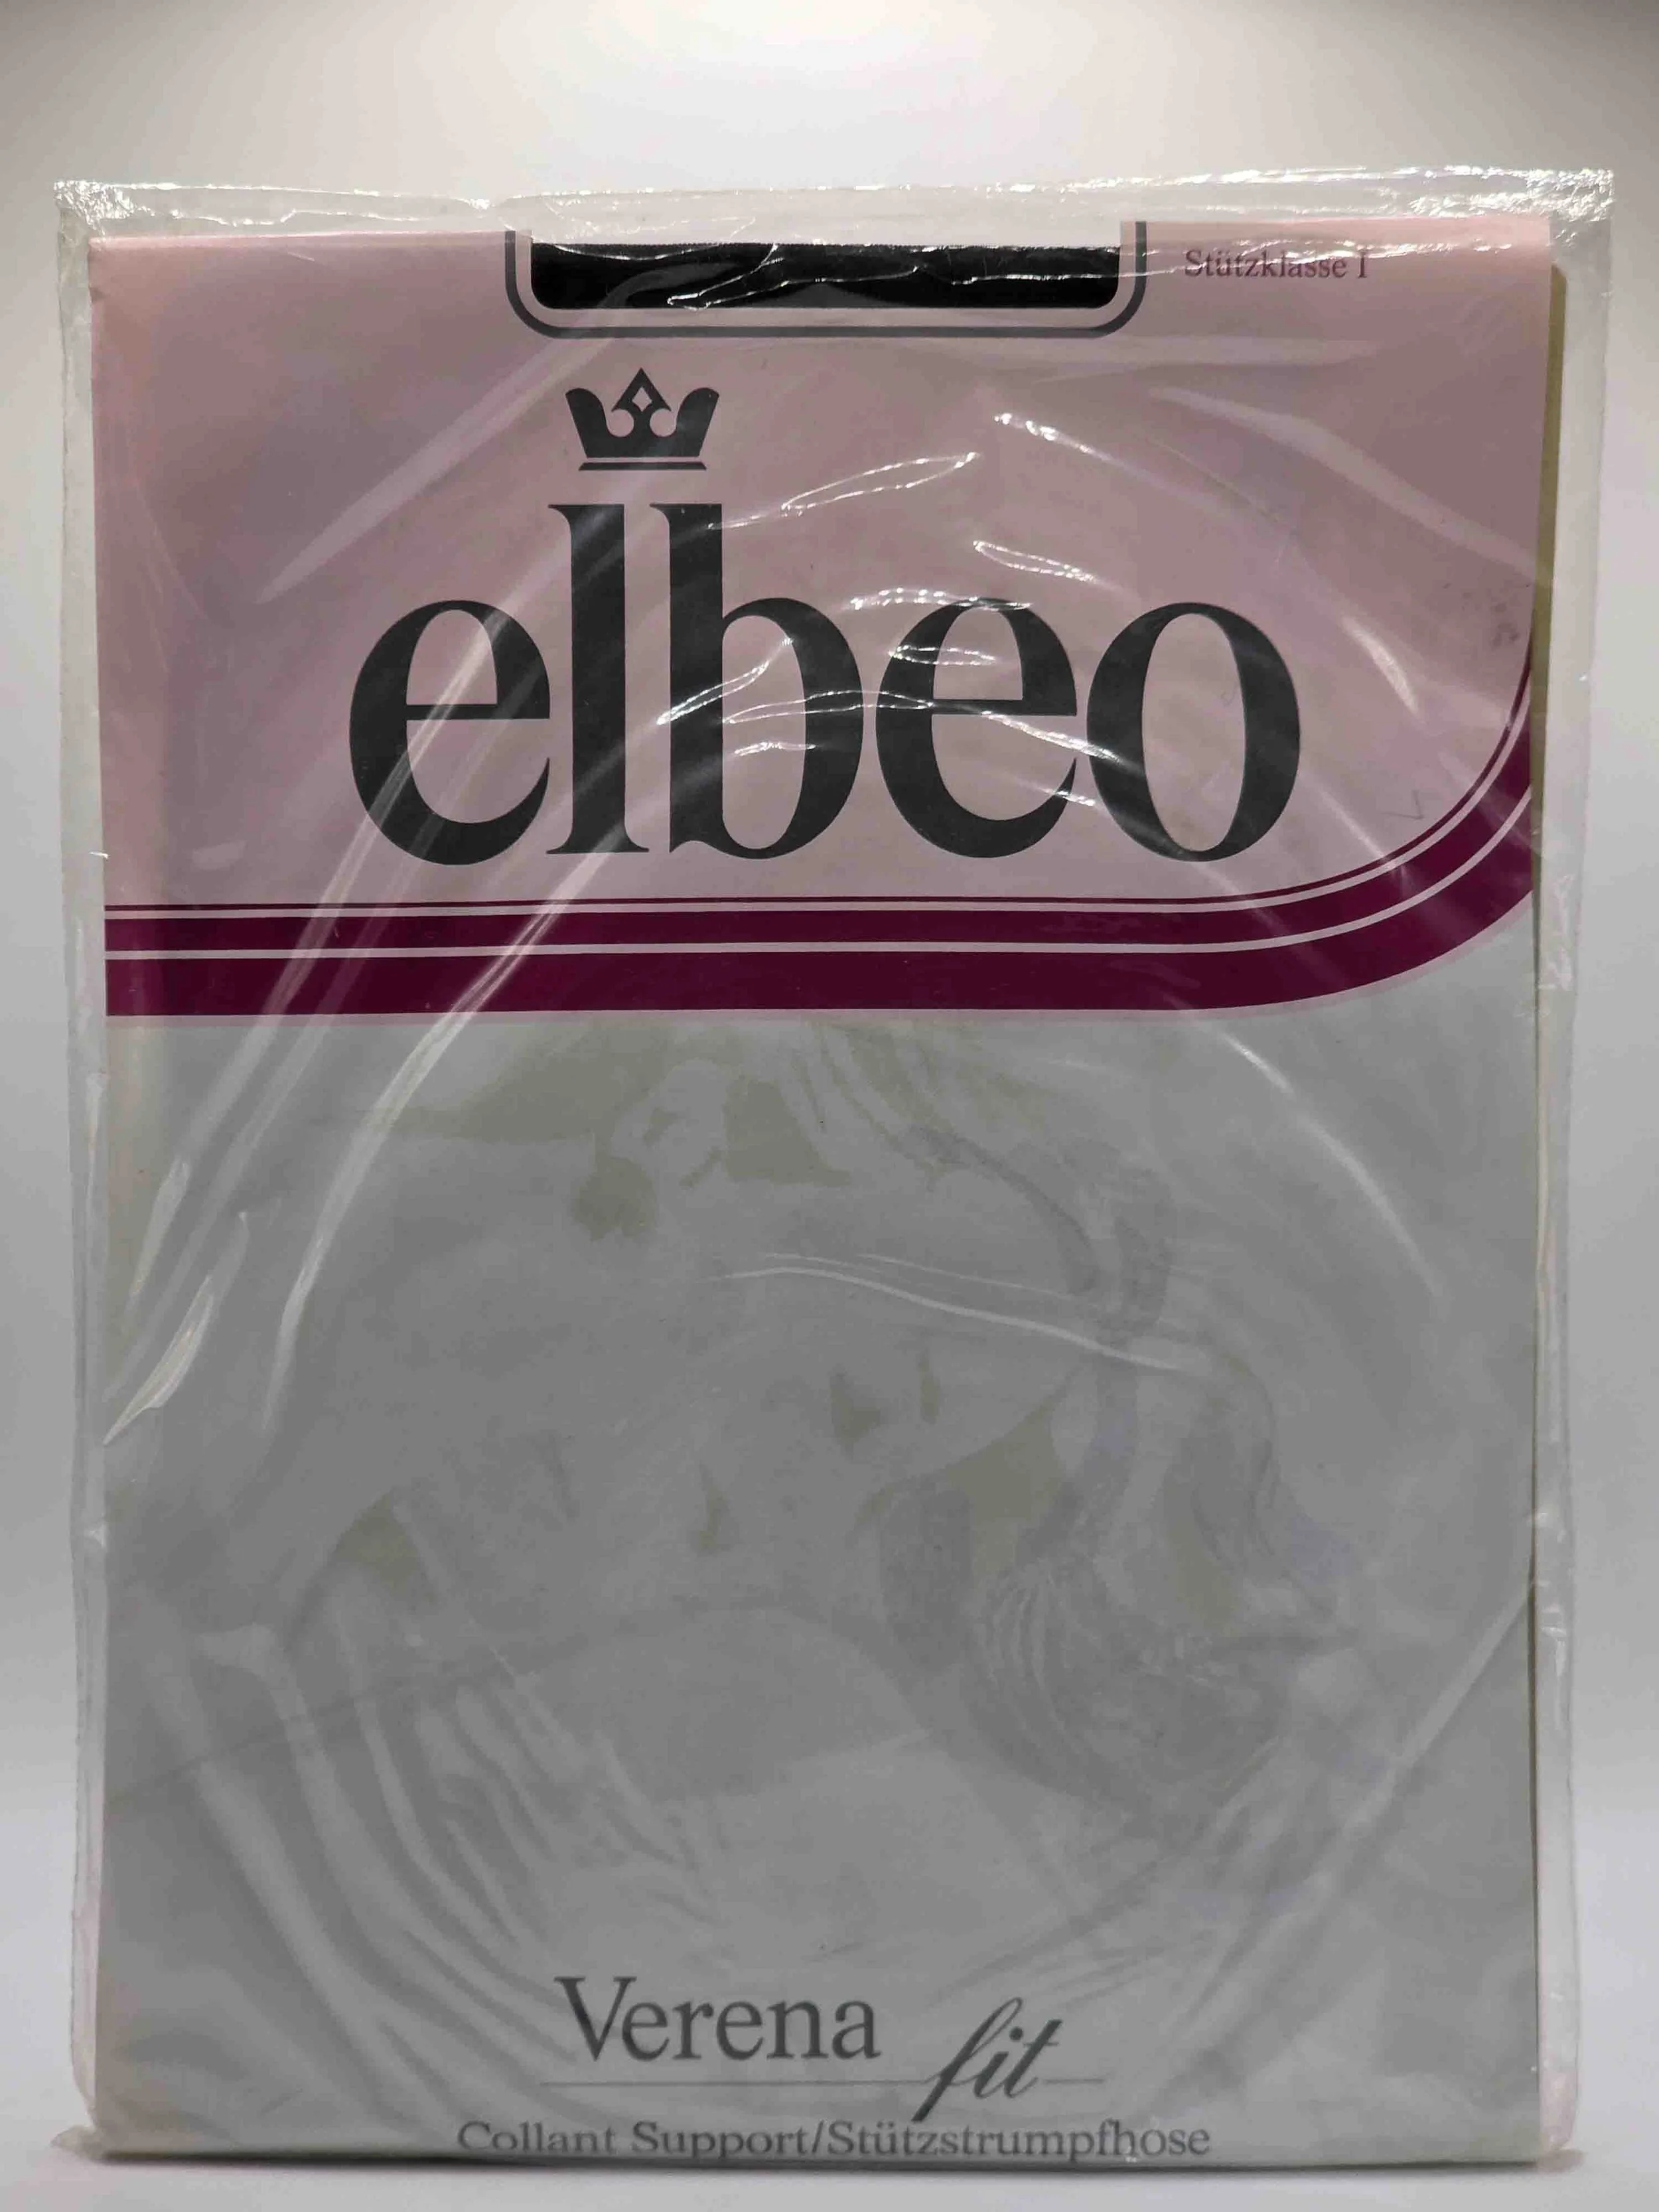 Stützklasse I
elbeo
Verena fit
Collant Support/Stützstrumpfhose